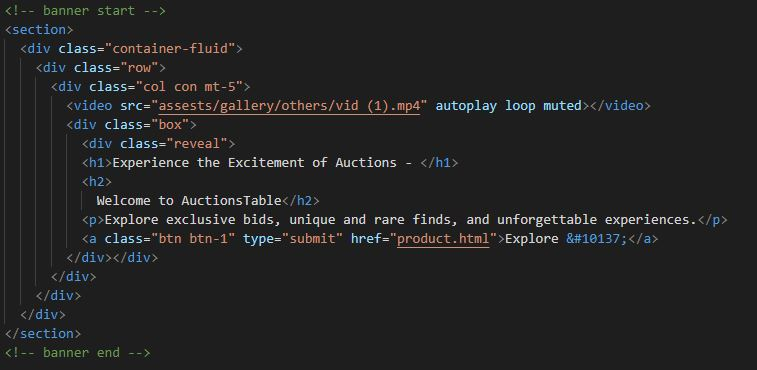 <!-- banner start -->
<section>
  <div class="container-fluid">
    <div class="row">
      <div class="col con mt-5">
        <video src="assests/gallery/others/vid (1).mp4" autoplay loop muted></video>
        <div class="box">
          <div class="reveal">
          <h1>Experience the Excitement of Auctions - </h1>
          <h2>
            Welcome to AuctionsTable</h2>
          <p>Explore exclusive bids, unique and rare finds, and unforgettable experiences.</p>
          <a class="btn btn-1" type="submit" href="product.html">Explore &#10137;</a>
        </div></div>
      </div>
    </div>
  </div>
</section>
<!-- banner end -->